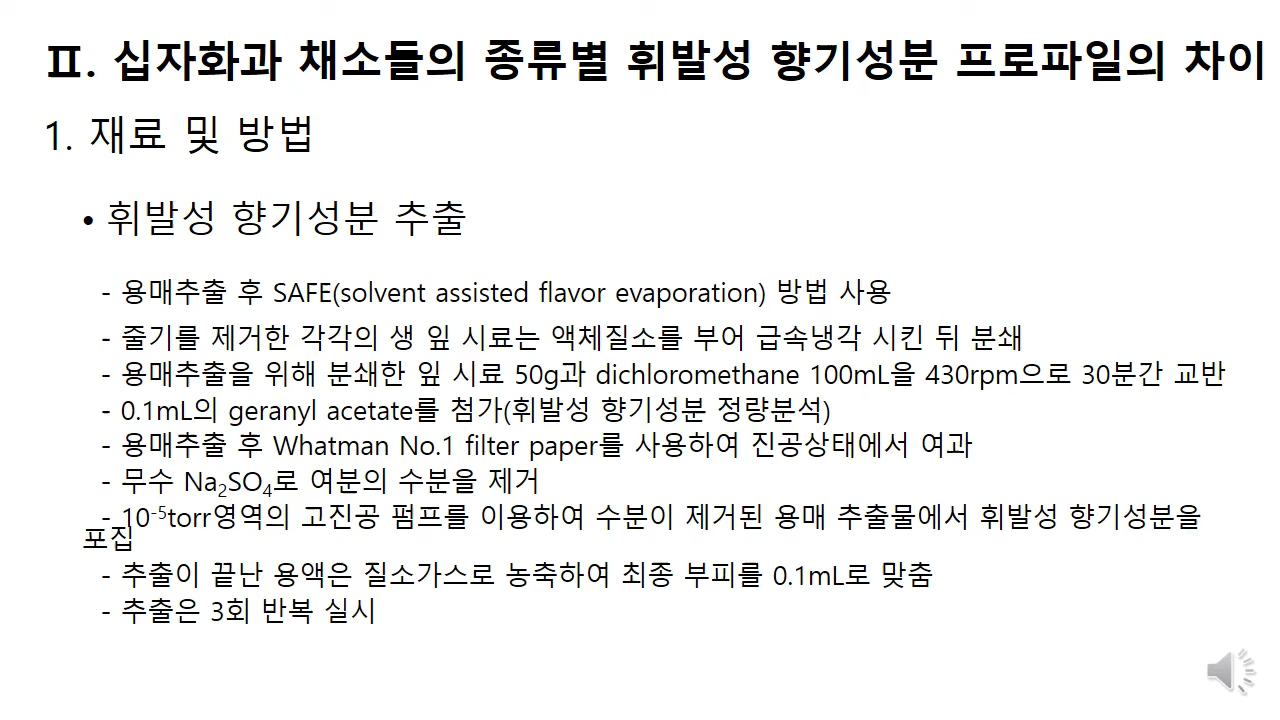 Ⅱ. 십자화과 채소들의 종류별 휘발성 향기성분 프로파일의 차이
1. 재료 및 방법
• 휘발성 향기성분 추출
- 용매추출 후 SAFE(solvent assisted flavor evaporation) 방법 사용
- 줄기를 제거한 각각의 생 잎 시료는 액체질소를 부어 급속냉각 시킨 뒤 분쇄
- 용매추출을 위해 분쇄한 잎 시료 50g과 dichloromethane 100mL을 430rpm으로 30분간 교반
- 0.1mL의 geranyl acetate를 첨가(휘발성 향기성분 정량분석)
- 용매추출 후 Whatman No.1 filter paper를 사용하여 진공상태에서 여과
- 무수 Na₂SO₄로 여분의 수분을 제거
- 10⁻⁵torr영역의 고진공 펌프를 이용하여 수분이 제거된 용매 추출물에서 휘발성 향기성분을
포집
- 추출이 끝난 용액은 질소가스로 농축하여 최종 부피를 0.1mL로 맞춤
- 추출은 3회 반복 실시